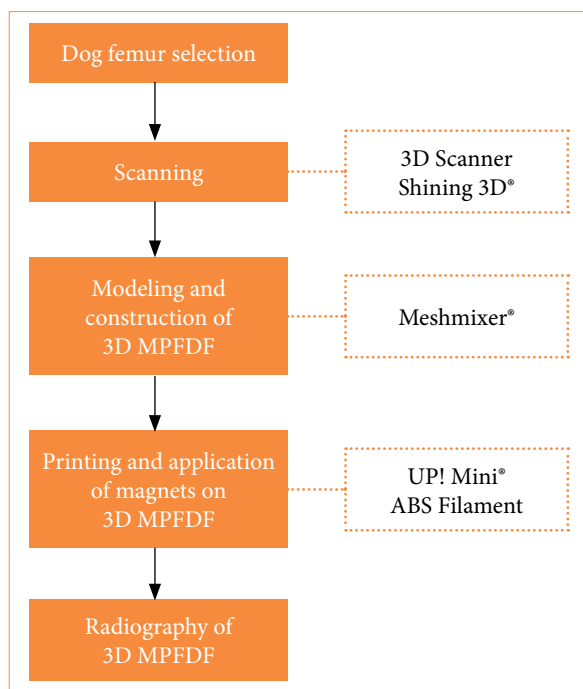 Dog femur selection
Scanning
3D Scanner
Shining 3D®
Modeling and
construction of
3D MPFDF
Meshmixer®
Printing and application
of magnets on
3D MPFDF
UP! Mini®
ABS Filament
Radiography of
3D MPFDF